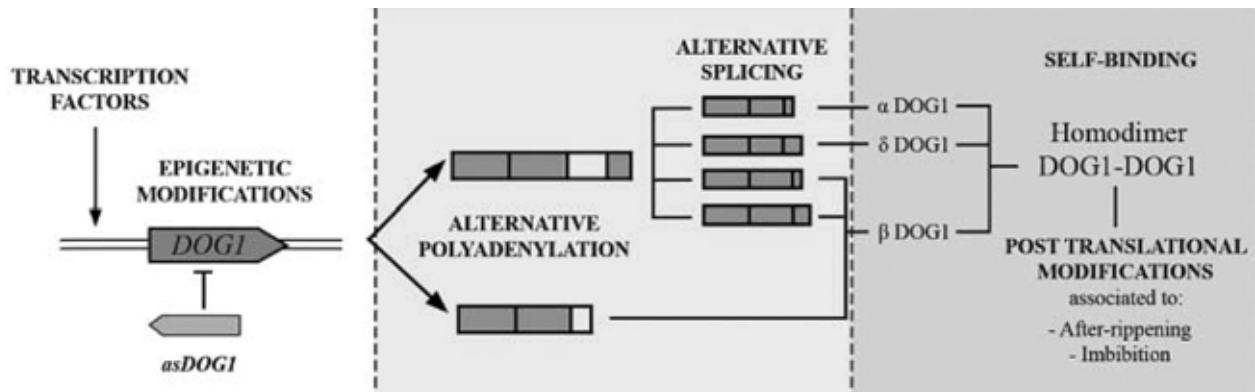 TRANSCRIPTION
FACTORS
EPIGENETIC
MODIFICATIONS
DOG1
asDOG1
ALTERNATIVE
POLYADENYLATION
ALTERNATIVE
SPLICING
α DOG1
δ DOG1
β DOG1
SELF-BINDING
Homodimer
DOG1-DOG1
POST TRANSLATIONAL
MODIFICATIONS
associated to:
- After-rippening
- Imbibition